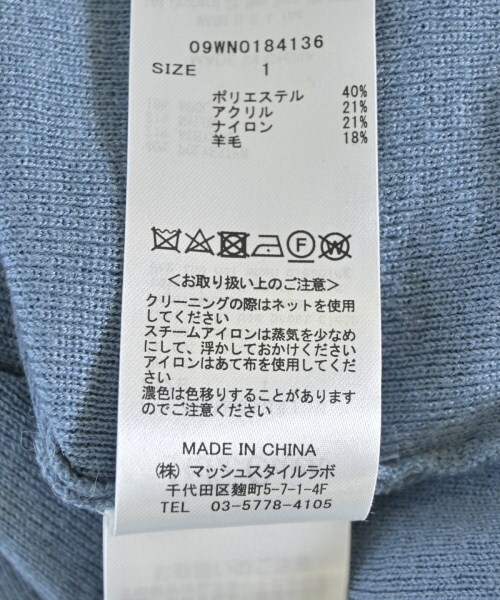 09WNO184136
SIZE 1
ポリエステル 40%
アクリル 21%
ナイロン 21%
羊毛 18%
F W
<お取り扱い上のご注意>
クリーニングの際はネットを使用
してください
スチームアイロンは蒸気を少なめ
にして、浮かしておかけください
アイロンはあて布を使用してくださ
い
濃色は色移りすることがあります
のでご注意ください
MADE IN CHINA
(株) マッシュスタイルラボ
千代田区麹町5-7-1-4F
TEL 03-5778-4105